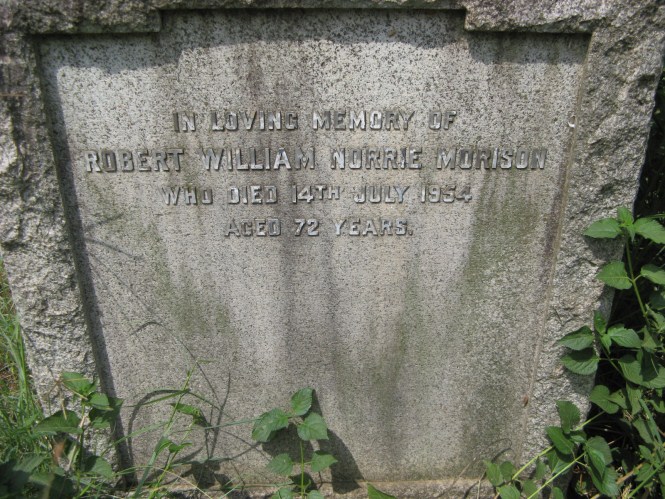 IN LOVING MEMORY OF
ROBERT WILLIAM NORRIE MORISON
WHO DIED 14TH JULY 1954
AGED 72 YEARS.